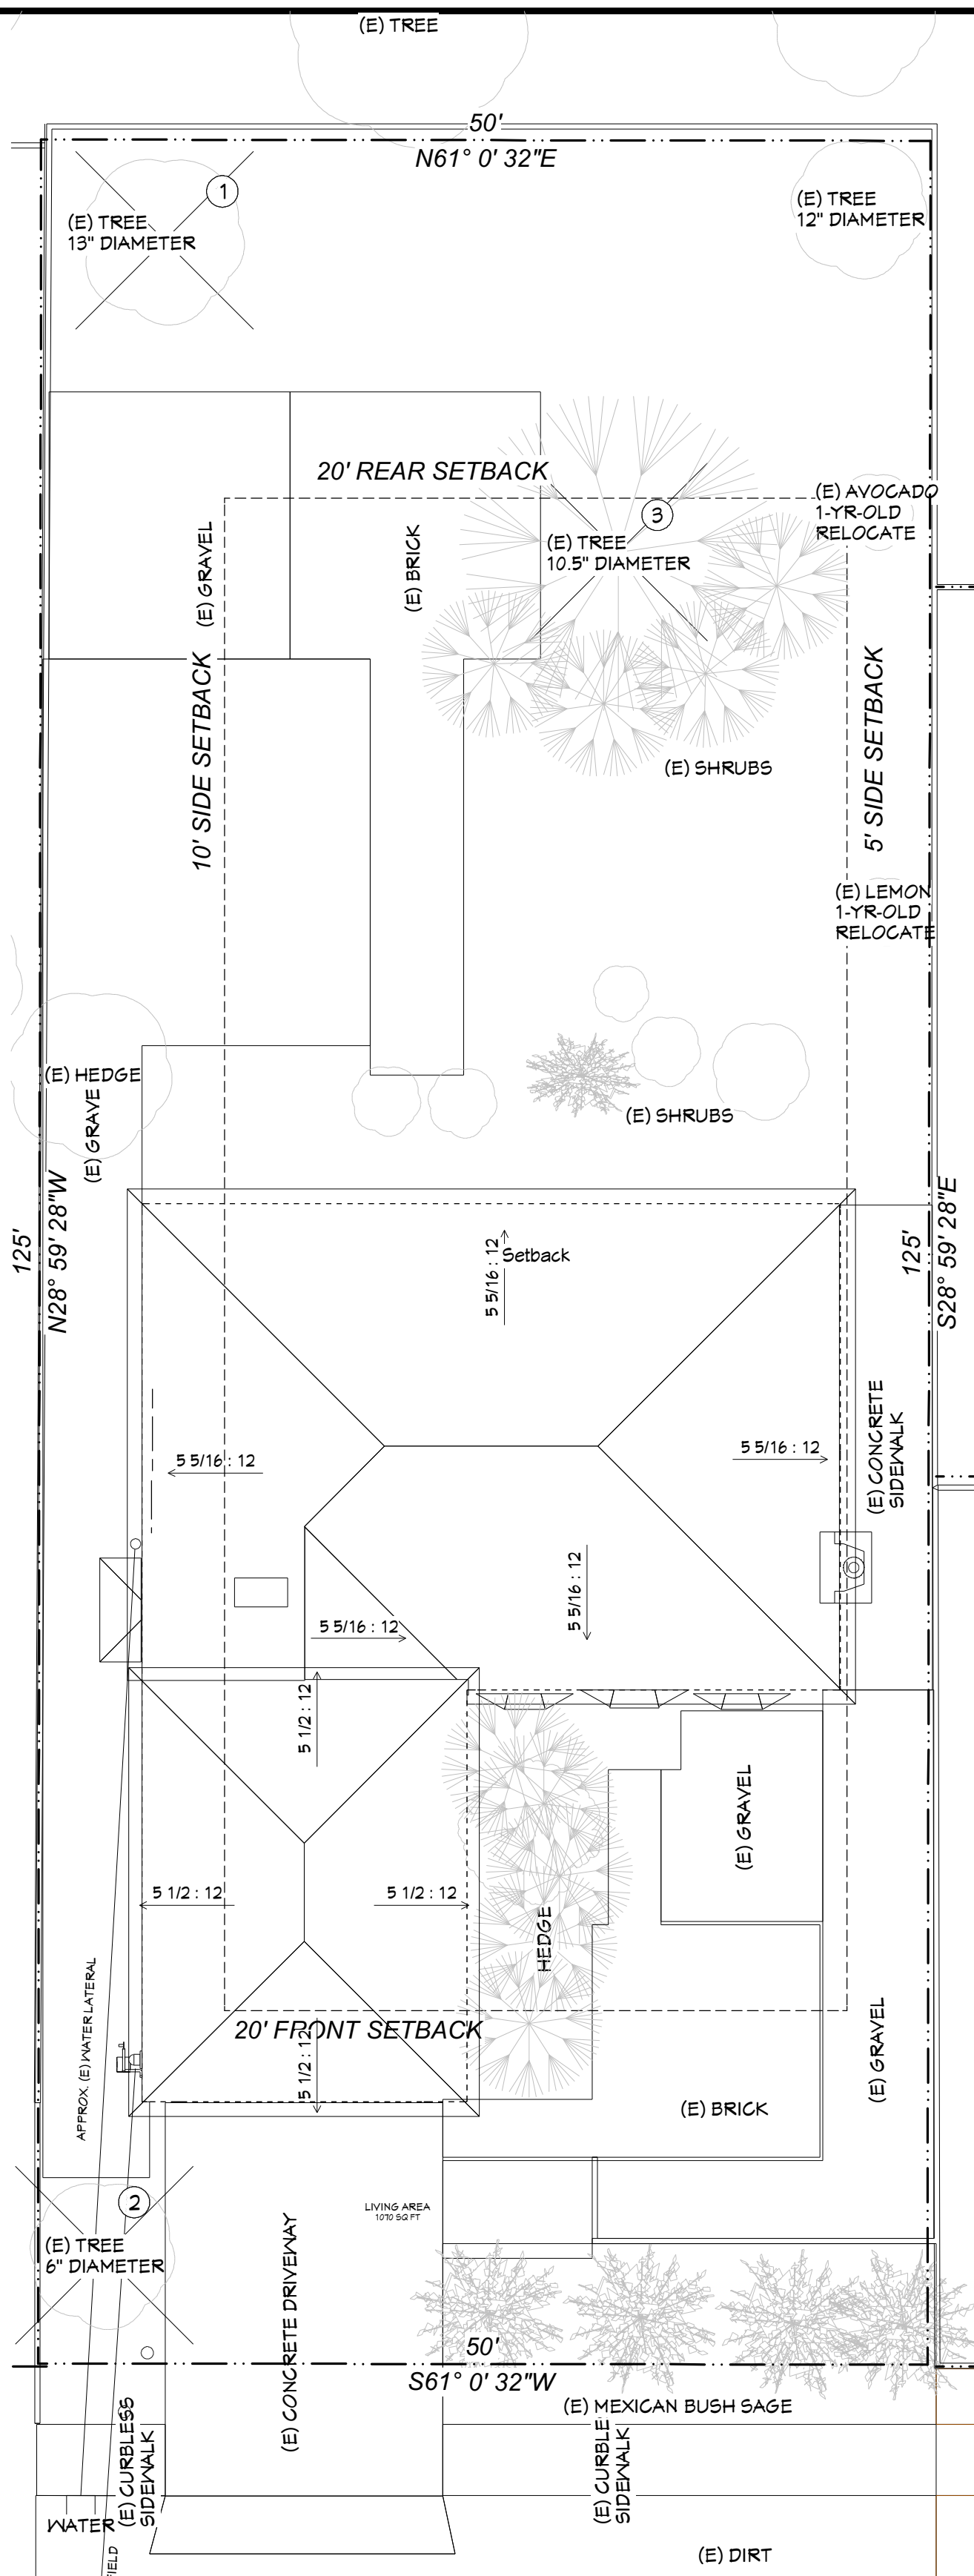 (E) TREE
50'
N61° 0' 32"E
1
(E) TREE
13" DIAMETER
(E) TREE
12" DIAMETER
20' REAR SETBACK
(E) AVOCADO
1-YR-OLD
RELOCATE
3
(E) TREE
10.5" DIAMETER
(E) GRAVEL
(E) BRICK
10' SIDE SETBACK
5' SIDE SETBACK
(E) SHRUBS
(E) LEMON
1-YR-OLD
RELOCATE
(E) HEDGE
(E) GRAVE
(E) SHRUBS
125'
N28° 59' 28"W
5 5/16 : 12
Setback
125'
S28° 59' 28"E
5 5/16 : 12
5 5/16 : 12
(E) CONCRETE
SIDEWALK
5 5/16 : 12
5 5/16 : 12
5 1/2 : 12
(E) GRAVEL
5 1/2 : 12
5 1/2 : 12
HEDGE
APPROX. (E) WATER LATERAL
20' FRONT SETBACK
5 1/2 : 12
(E) GRAVEL
(E) BRICK
2
(E) TREE
6" DIAMETER
LIVING AREA
1070 SQ FT
(E) CONCRETE DRIVEWAY
50'
S61° 0' 32"W
(E) MEXICAN BUSH SAGE
(E) CURBLESS
SIDEWALK
(E) CURBLE
SIDEWALK
WATER
IELD
(E) DIRT